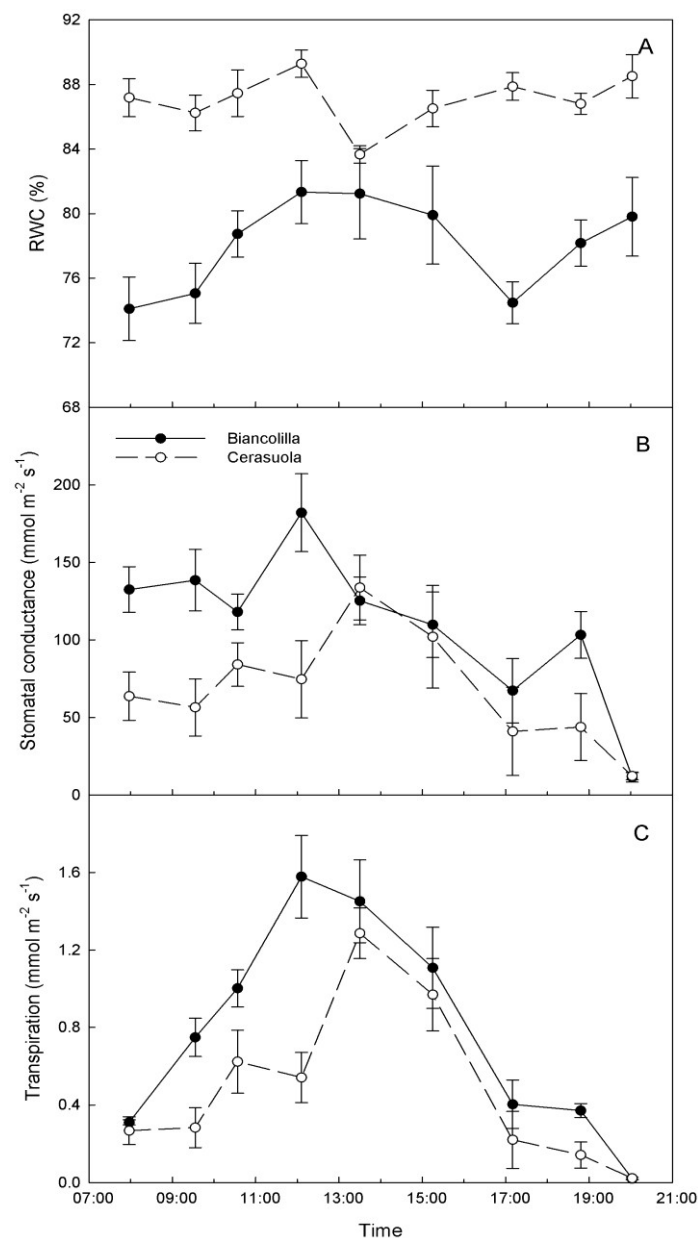 A
92
88
84
80
76
72
68
RWC (%)
B
Biancolilla
Cerasuola
200
150
100
50
0
Stomatal conductance (mmol m⁻² s⁻¹)
C
1.6
1.2
0.8
0.4
0.0
Transpiration (mmol m⁻² s⁻¹)
07:00 09:00 11:00 13:00 15:00 17:00 19:00 21:00
Time